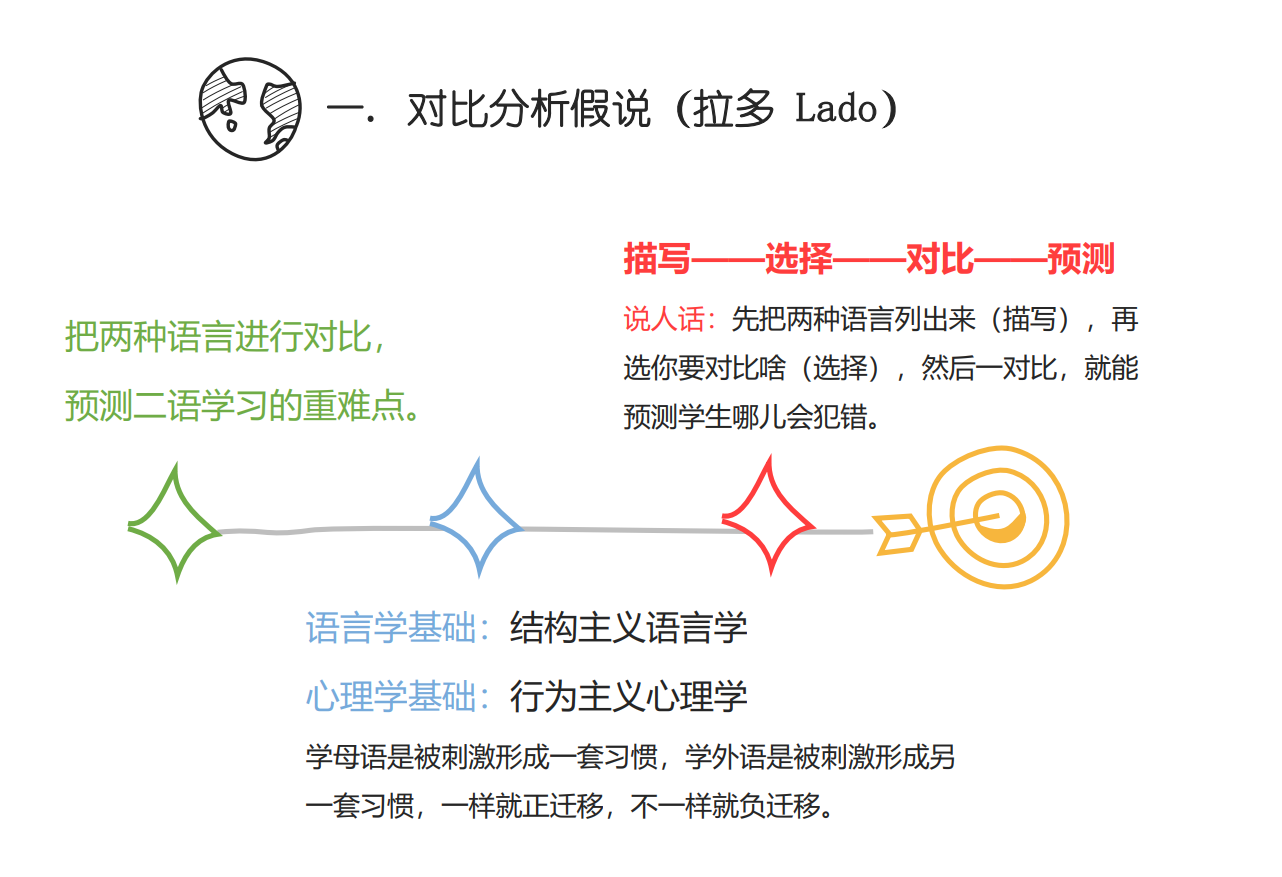 一. 对比分析假说（拉多 Lado）
把两种语言进行对比，
预测二语学习的重难点。
描写——选择——对比——预测
说人话：先把两种语言列出来（描写），再
选你要对比啥（选择），然后一对比，就能
预测学生哪儿会犯错。
语言学基础：结构主义语言学
心理学基础：行为主义心理学
学母语是被刺激形成一套习惯，学外语是被刺激形成另
一套习惯，一样就正迁移，不一样就负迁移。